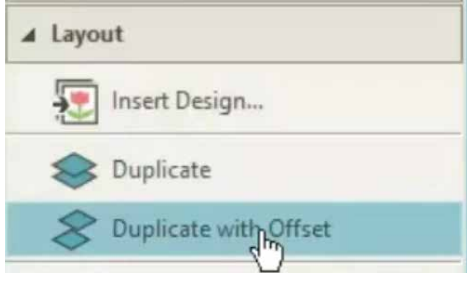 Layout
Insert Design...
Duplicate
Duplicate with Offset